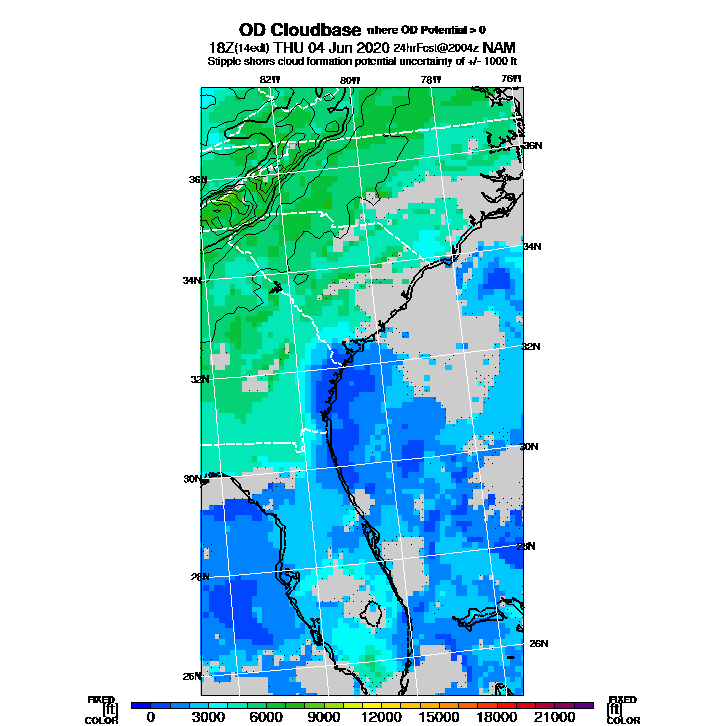 OD Cloudbase where OD Potential > 0
18Z(14edt) THU 04 Jun 2020 24hrFcst@2004z NAM
Stipple shows cloud formation potential uncertainty of +/- 1000 ft
82W 80W 78W 76W
36N 36N
34N 34N
32N 32N
30N 30N
28N 28N
26N 26N
FIXED [ft] COLOR
0 3000 6000 9000 12000 15000 18000 21000
FIXED [ft] COLOR